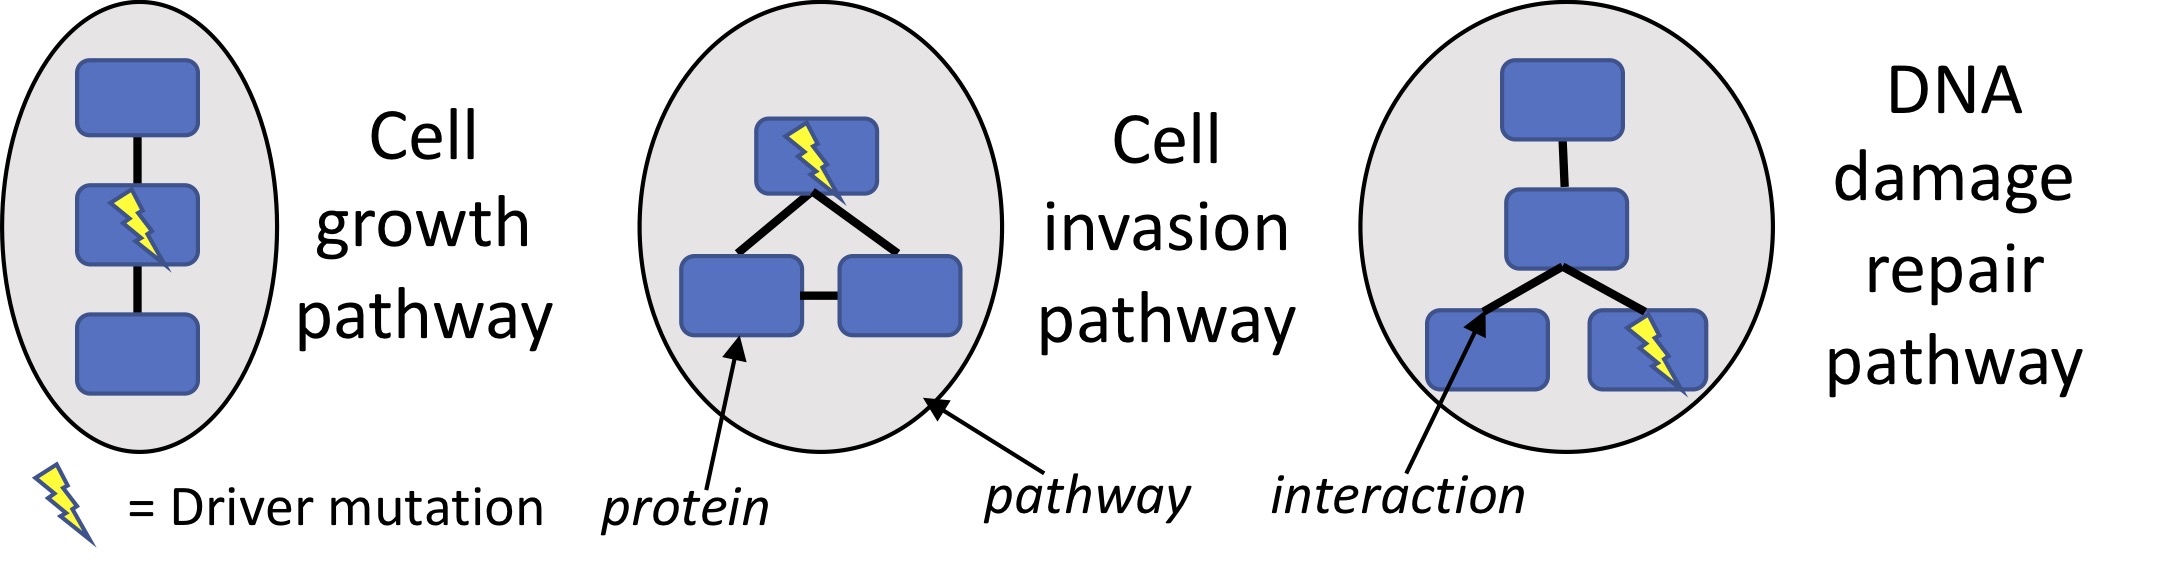 Cell
growth
pathway
Cell
invasion
pathway
DNA
damage
repair
pathway
= Driver mutation
protein
pathway
interaction